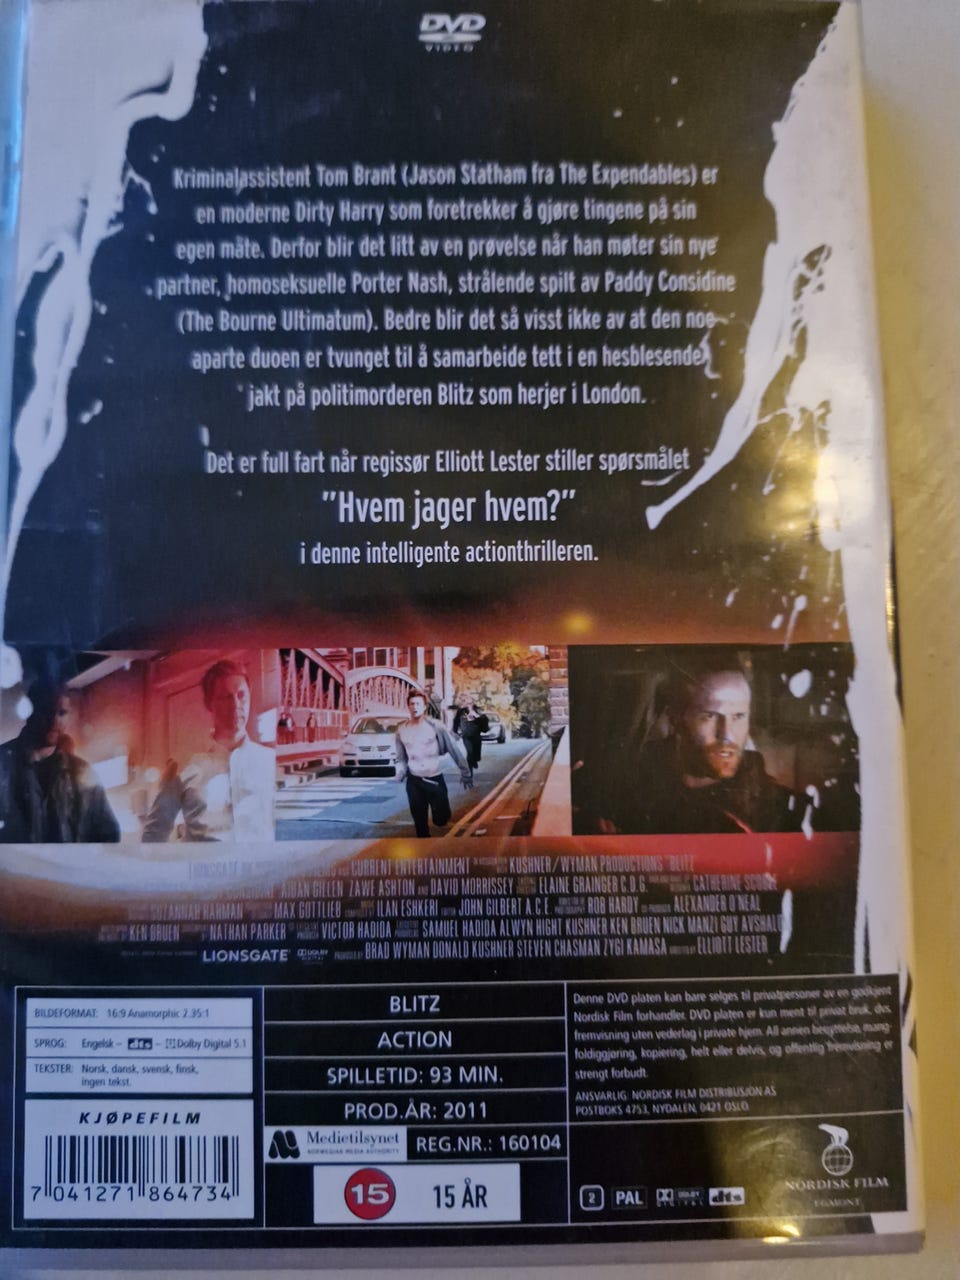 DVD
VIDEO
Kriminalassistent Tom Brant (Jason Statham fra The Expendables) er
en moderne Dirty Harry som foretrekker å gjøre tingene på sin
egen måte. Derfor blir det litt av en prøvelse når han møter sin nye
partner, homoseksuelle Porter Nash, strålende spilt av Paddy Considine
(The Bourne Ultimatum). Bedre blir det så visst ikke av at den noe
aparte duoen er tvunget til å samarbeide tett i en hesblesende
jakt på politimorderen Blitz som herjer i London.
Det er full fart når regissør Elliott Lester stiller spørsmålet
"Hvem jager hvem?"
i denne intelligente actionthrilleren.
LIONSGATE CURRENT ENTERTAINMENT KUSHNER/WYMAN PRODUCTIONS "BLITZ"
AIDAN GILLEN ZAWE ASHTON AND DAVID MORRISSEY ELAINE GRAINGER C.D.G. CATHERINE
SUZANNAH HARMAN MAX GOTTLIEB ILAN ESHKERI JOHN GILBERT A.C.E. ROB HARDY ALEXANDER O'NEAL
KEN BRUEN NATHAN PARKER VICTOR HADIDA SAMUEL HADIDA ALWYN HIGHT KUSHNER KEN BRUEN NICK MANZI GUY AVSHALOM
LIONSGATE DOLBY DIGITAL PRODUCED BY BRAD WYMAN DONALD KUSHNER STEVEN CHASMAN ZYGI KAMASA DIRECTED BY ELLIOTT LESTER
BILDEFORMAT: 16:9 Anamorphic 2.35:1
SPROG: Engelsk – dts – Dolby Digital 5.1
TEKSTER: Norsk, dansk, svensk, finsk,
ingen tekst.
KJØPEFILM
7 041271 864734
BLITZ
ACTION
SPILLETID: 93 MIN.
PROD.ÅR: 2011
Medietilsynet
NORWEGIAN MEDIA AUTHORITY
REG.NR.: 160104
15 15 ÅR
Denne DVD platen kan bare selges til privatpersoner av en godkjent
Nordisk Film forhandler. DVD platen er kun ment til privat bruk, dvs.
fremvisning uten vederlag i private hjem. All annen benyttelse, mang-
foldiggjøring, kopiering, helt eller delvis, og offentlig fremvisning er
strengt forbudt.
ANSVARLIG: NORDISK FILM DISTRIBUSJON AS
POSTBOKS 4753, NYDALEN, 0421 OSLO
2 PAL DOLBY DIGITAL dts
NORDISK FILM
EGMONT